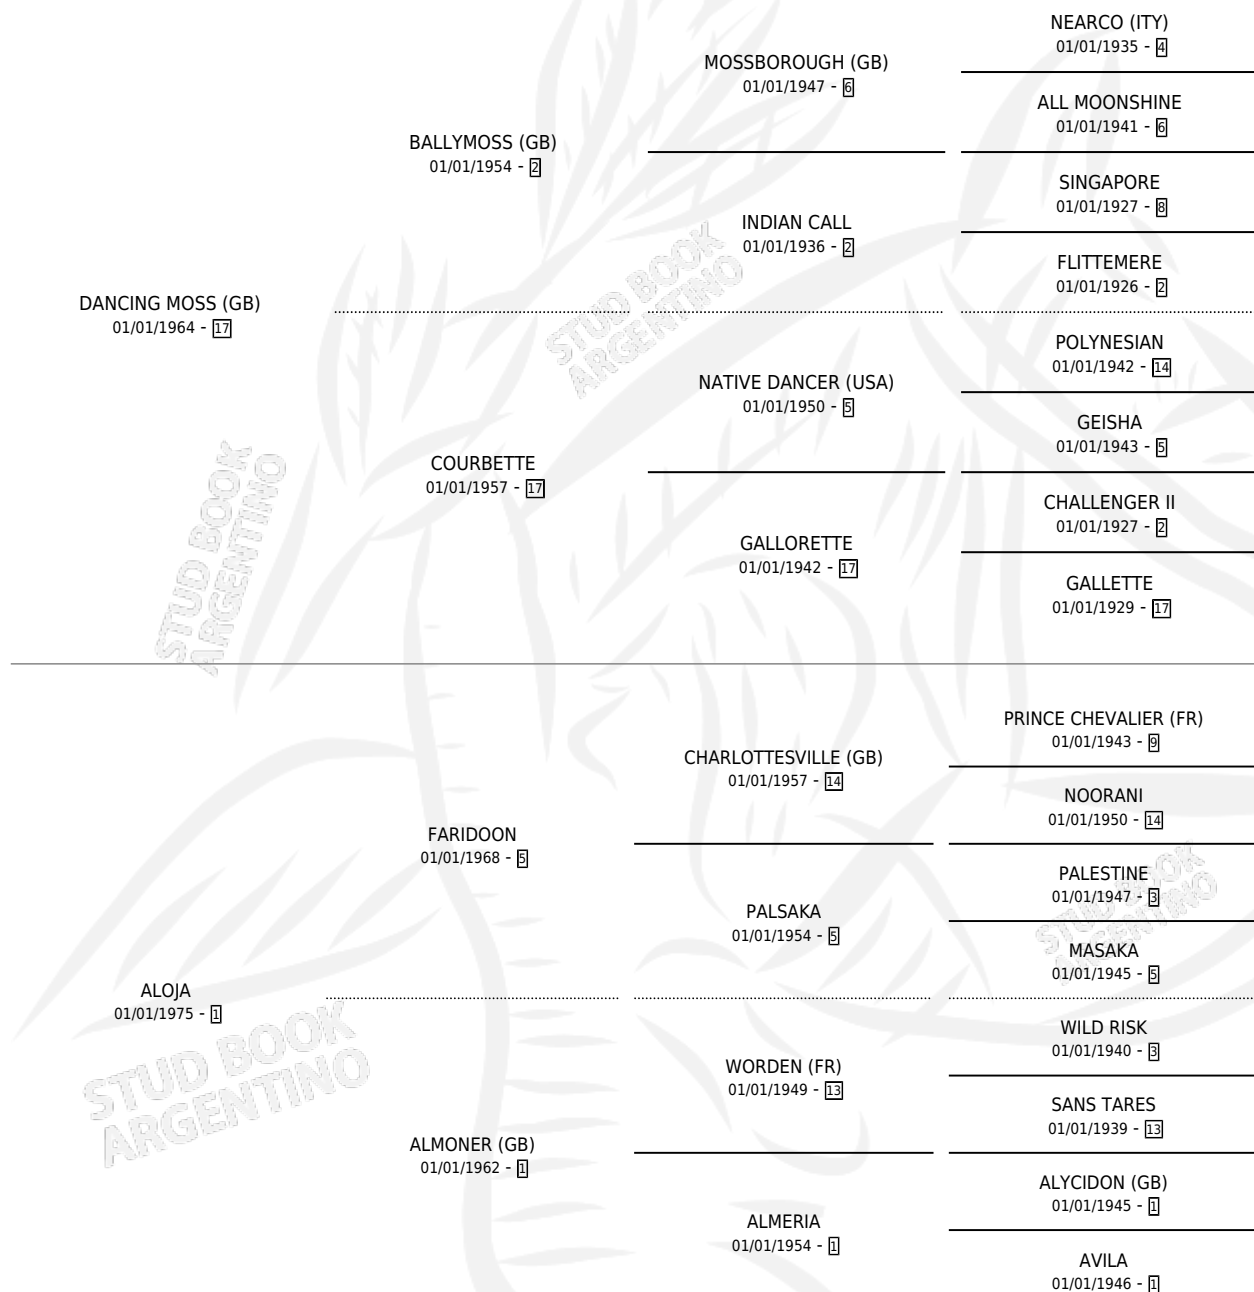 NEARCO (ITY)
01/01/1935 - 4
MOSSBOROUGH (GB)
01/01/1947 - 6
ALL MOONSHINE
01/01/1941 - 6
BALLYMOSS (GB)
01/01/1954 - 2
SINGAPORE
01/01/1927 - 8
INDIAN CALL
01/01/1936 - 2
FLITTEMERE
01/01/1926 - 2
DANCING MOSS (GB)
01/01/1964 - 17
POLYNESIAN
01/01/1942 - 14
NATIVE DANCER (USA)
01/01/1950 - 5
GEISHA
01/01/1943 - 5
COURBETTE
01/01/1957 - 17
CHALLENGER II
01/01/1927 - 2
GALLORETTE
01/01/1942 - 17
GALLETTE
01/01/1929 - 17
PRINCE CHEVALIER (FR)
01/01/1943 - 9
CHARLOTTESVILLE (GB)
01/01/1957 - 14
NOORANI
01/01/1950 - 14
FARIDOON
01/01/1968 - 5
PALESTINE
01/01/1947 - 3
PALSAKA
01/01/1954 - 5
MASAKA
01/01/1945 - 5
ALOJA
01/01/1975 - 1
WILD RISK
01/01/1940 - 3
WORDEN (FR)
01/01/1949 - 13
SANS TARES
01/01/1939 - 13
ALMONER (GB)
01/01/1962 - 1
ALYCIDON (GB)
01/01/1945 - 1
ALMERIA
01/01/1954 - 1
AVILA
01/01/1946 - 1
STUD BOOK
ARGENTINO
STUD BOOK
ARGENTINO
STUD BOOK
ARGENTINO
STUD BOOK
ARGENTINO